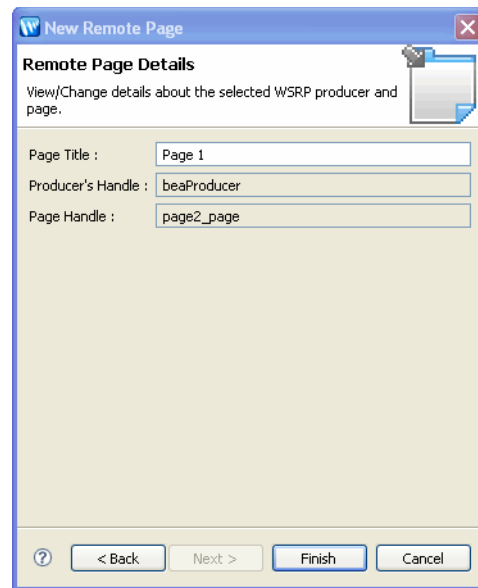 New Remote Page
Remote Page Details
View/Change details about the selected WSRP producer and
page.
Page Title : Page 1
Producer's Handle : beaProducer
Page Handle : page2_page
? < Back Next > Finish Cancel